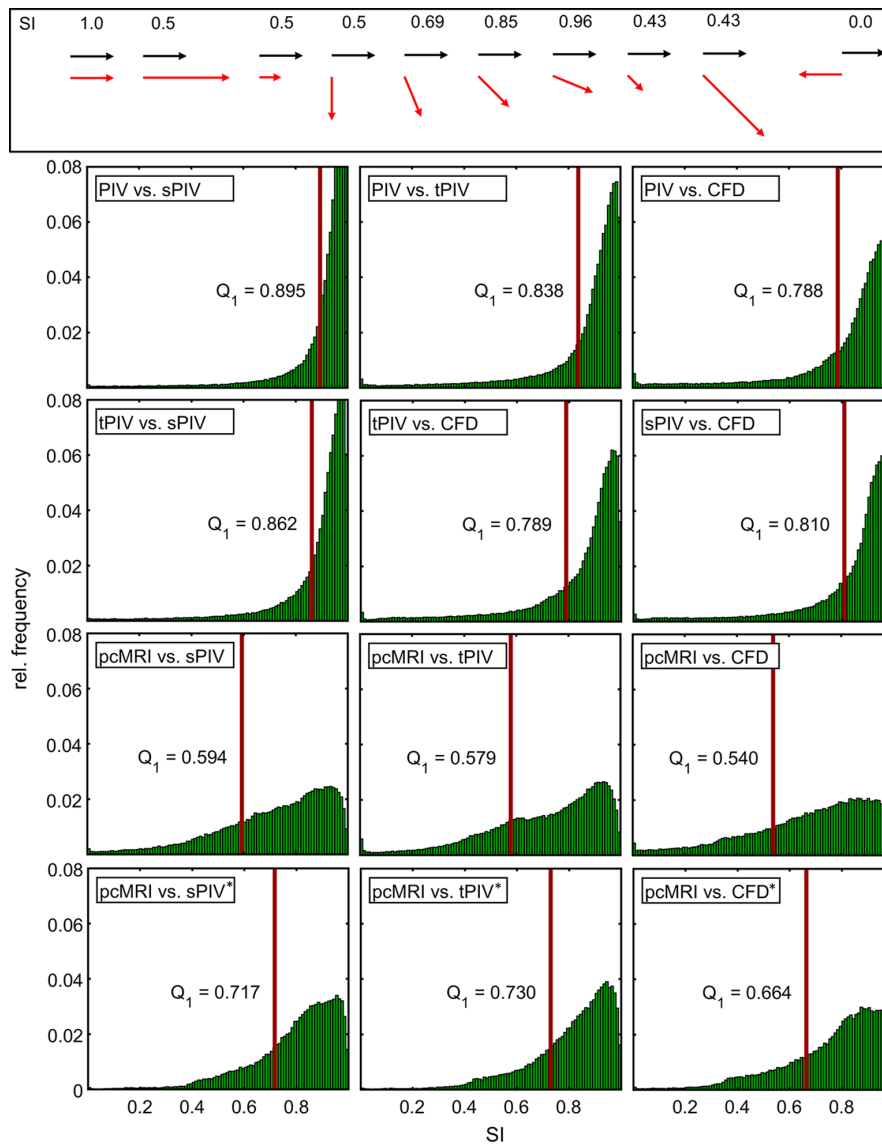 SI 1.0 0.5 0.5 0.5 0.69 0.85 0.96 0.43 0.43 0.0
0.08 PIV vs. sPIV PIV vs. tPIV PIV vs. CFD
0.06
0.04
Q1 = 0.895 Q1 = 0.838 Q1 = 0.788
0.02
0.08 tPIV vs. sPIV tPIV vs. CFD sPIV vs. CFD
0.06
0.04
Q1 = 0.862 Q1 = 0.789 Q1 = 0.810
0.02
rel. frequency
0.08 pcMRI vs. sPIV pcMRI vs. tPIV pcMRI vs. CFD
0.06
0.04
Q1 = 0.594 Q1 = 0.579 Q1 = 0.540
0.02
0.08 pcMRI vs. sPIV* pcMRI vs. tPIV* pcMRI vs. CFD*
0.06
0.04
Q1 = 0.717 Q1 = 0.730 Q1 = 0.664
0.02
0
0.2 0.4 0.6 0.8 0.2 0.4 0.6 0.8 0.2 0.4 0.6 0.8
SI